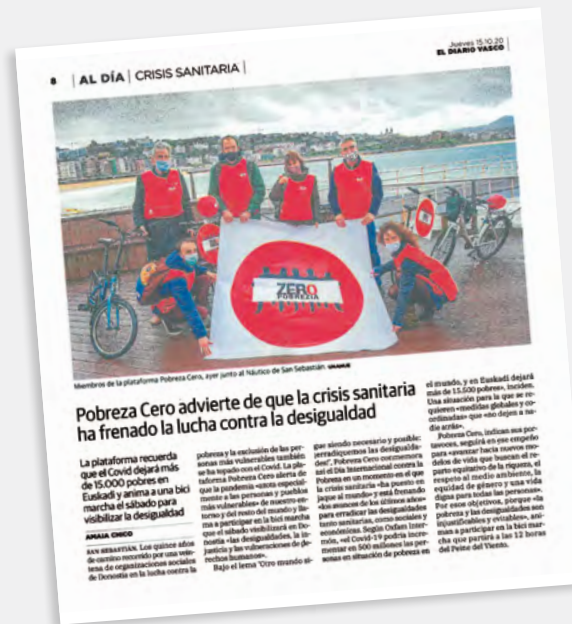 8 | AL DÍA | CRISIS SANITARIA |
Jueves 15.10.20
EL DIARIO VASCO
ZERO
POBREZIA
Miembros de la plataforma Pobreza Cero, ayer junto al Náutico de San Sebastián.
Pobreza Cero advierte de que la crisis sanitaria
ha frenado la lucha contra la desigualdad
La plataforma recuerda
que el Covid dejará más
de 15.000 pobres en
Euskadi y anima a una bici
marcha el sábado para
visibilizar la desigualdad
AMAIA CHICO
SAN SEBASTIÁN. Los quince años
de camino recorrido por una vein-
tena de organizaciones sociales
de Donostia en la lucha contra la
pobreza y la exclusión de las per-
sonas más vulnerables también
se ha topado con el Covid. La pla-
taforma Pobreza Cero alerta de
que la pandemia «azota especial-
mente a las personas y pueblos
más vulnerables» de nuestro en-
torno y del resto del mundo y lla-
ma a participar en la bici marcha
que el sábado visibilizará en Do-
nostia «las desigualdades, la in-
justicia y las vulneraciones de de-
rechos humanos».
Bajo el lema 'Otro mundo si-
gue siendo necesario y posible:
¡erradiquemos las desigualda-
des!', Pobreza Cero conmemora
así el Día Internacional contra la
Pobreza en un momento en el que
la crisis sanitaria «ha puesto en
jaque al mundo» y está frenando
«los avances de los últimos años»
para erradicar las desigualdades
tanto sanitarias, como sociales y
económicas. Según Oxfam Inter-
món, «el Covid-19 podría incre-
mentar en 500 millones las per-
sonas en situación de pobreza en
el mundo, y en Euskadi dejará
más de 15.500 pobres», inciden.
Una situación para la que se re-
quieren «medidas globales y co-
ordinadas» que «no dejen a na-
die atrás».
Pobreza Cero, indican sus por-
tavoces, seguirá en ese empeño
para «avanzar hacia nuevos mo-
delos de vida que buscan el re-
parto equitativo de la riqueza, el
respeto al medio ambiente, la
equidad de género y una vida
digna para todas las personas».
Por esos objetivos, porque «la
pobreza y las desigualdades son
injustificables y evitables», ani-
man a participar en la bici mar-
cha que partirá a las 12 horas
del Peine del Viento.